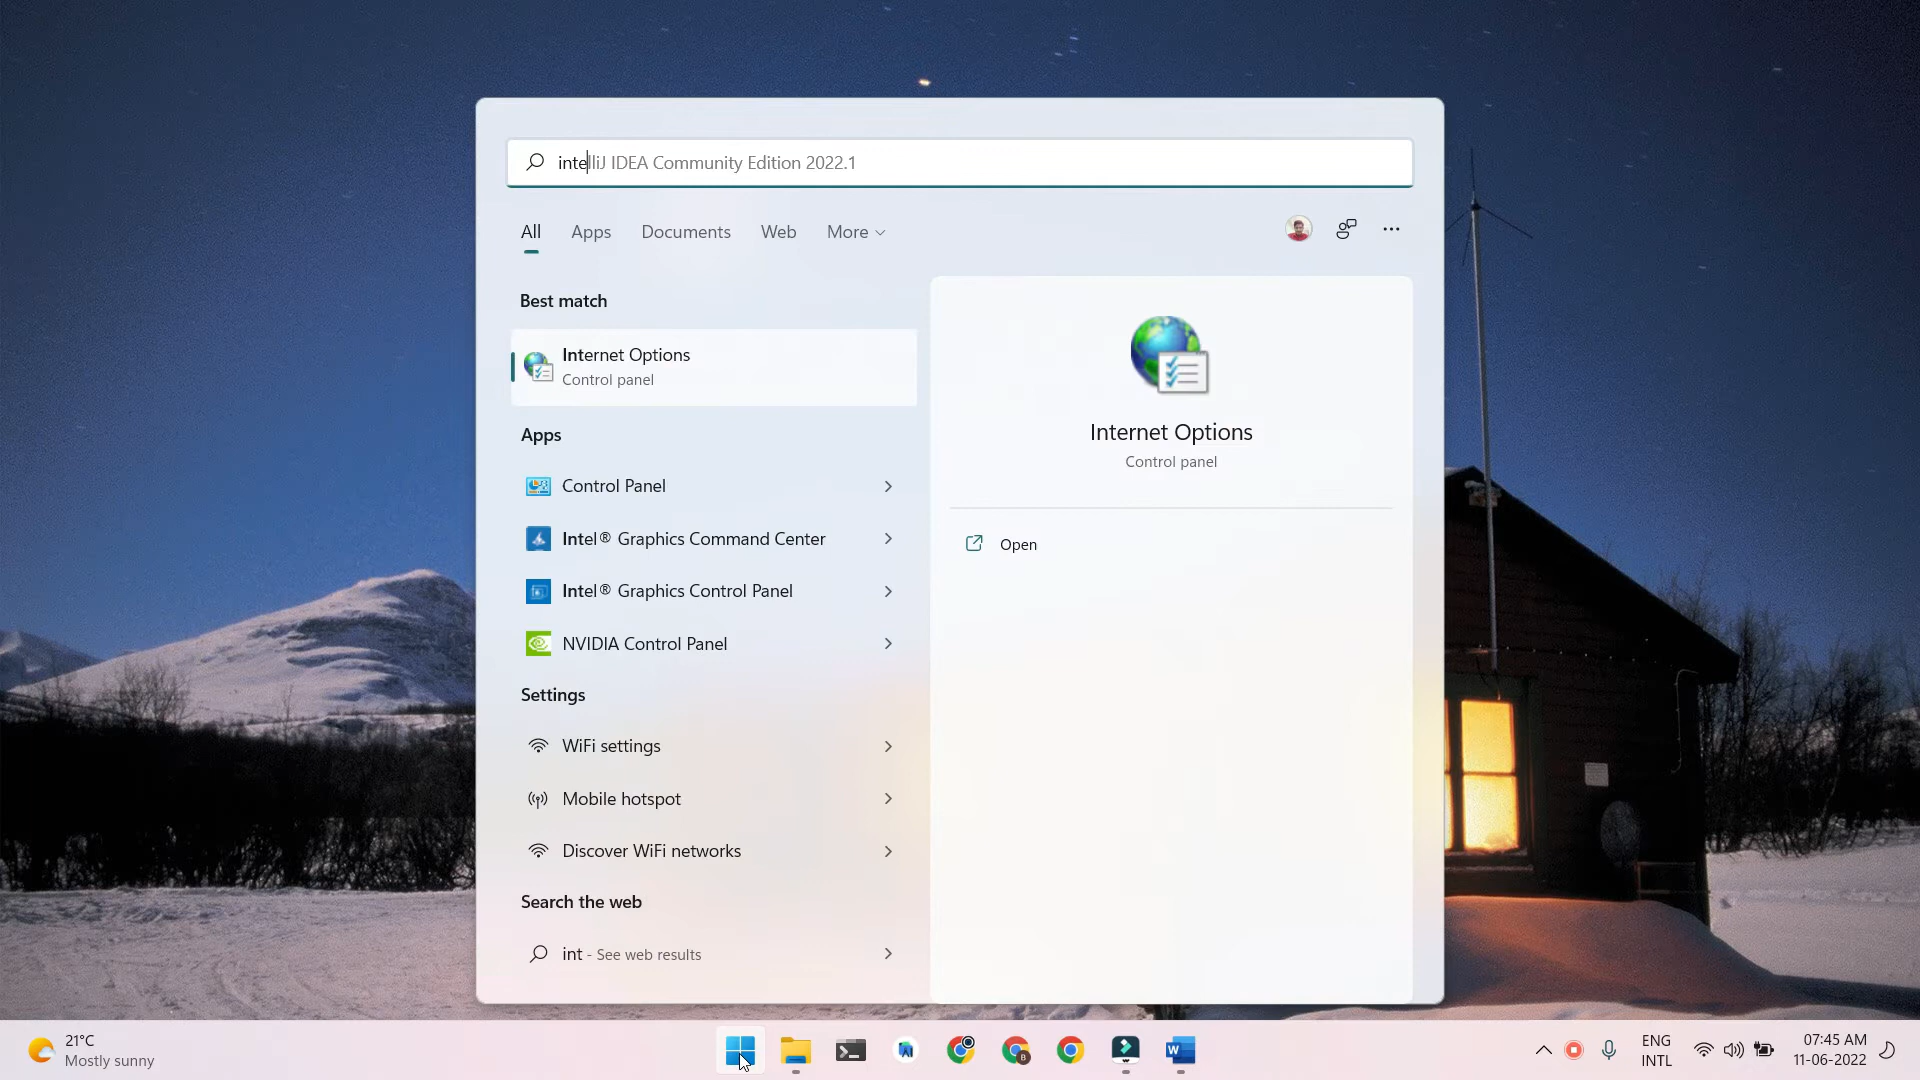 intelliJ IDEA Community Edition 2022.1
All Apps Documents Web More
Best match
Internet Options
Control panel
Apps
Control Panel
Intel® Graphics Command Center
Intel® Graphics Control Panel
NVIDIA Control Panel
Settings
WiFi settings
Mobile hotspot
Discover WiFi networks
Search the web
int - See web results
Internet Options
Control panel
Open
21°C
Mostly sunny
ENG
INTL
07:45 AM
11-06-2022